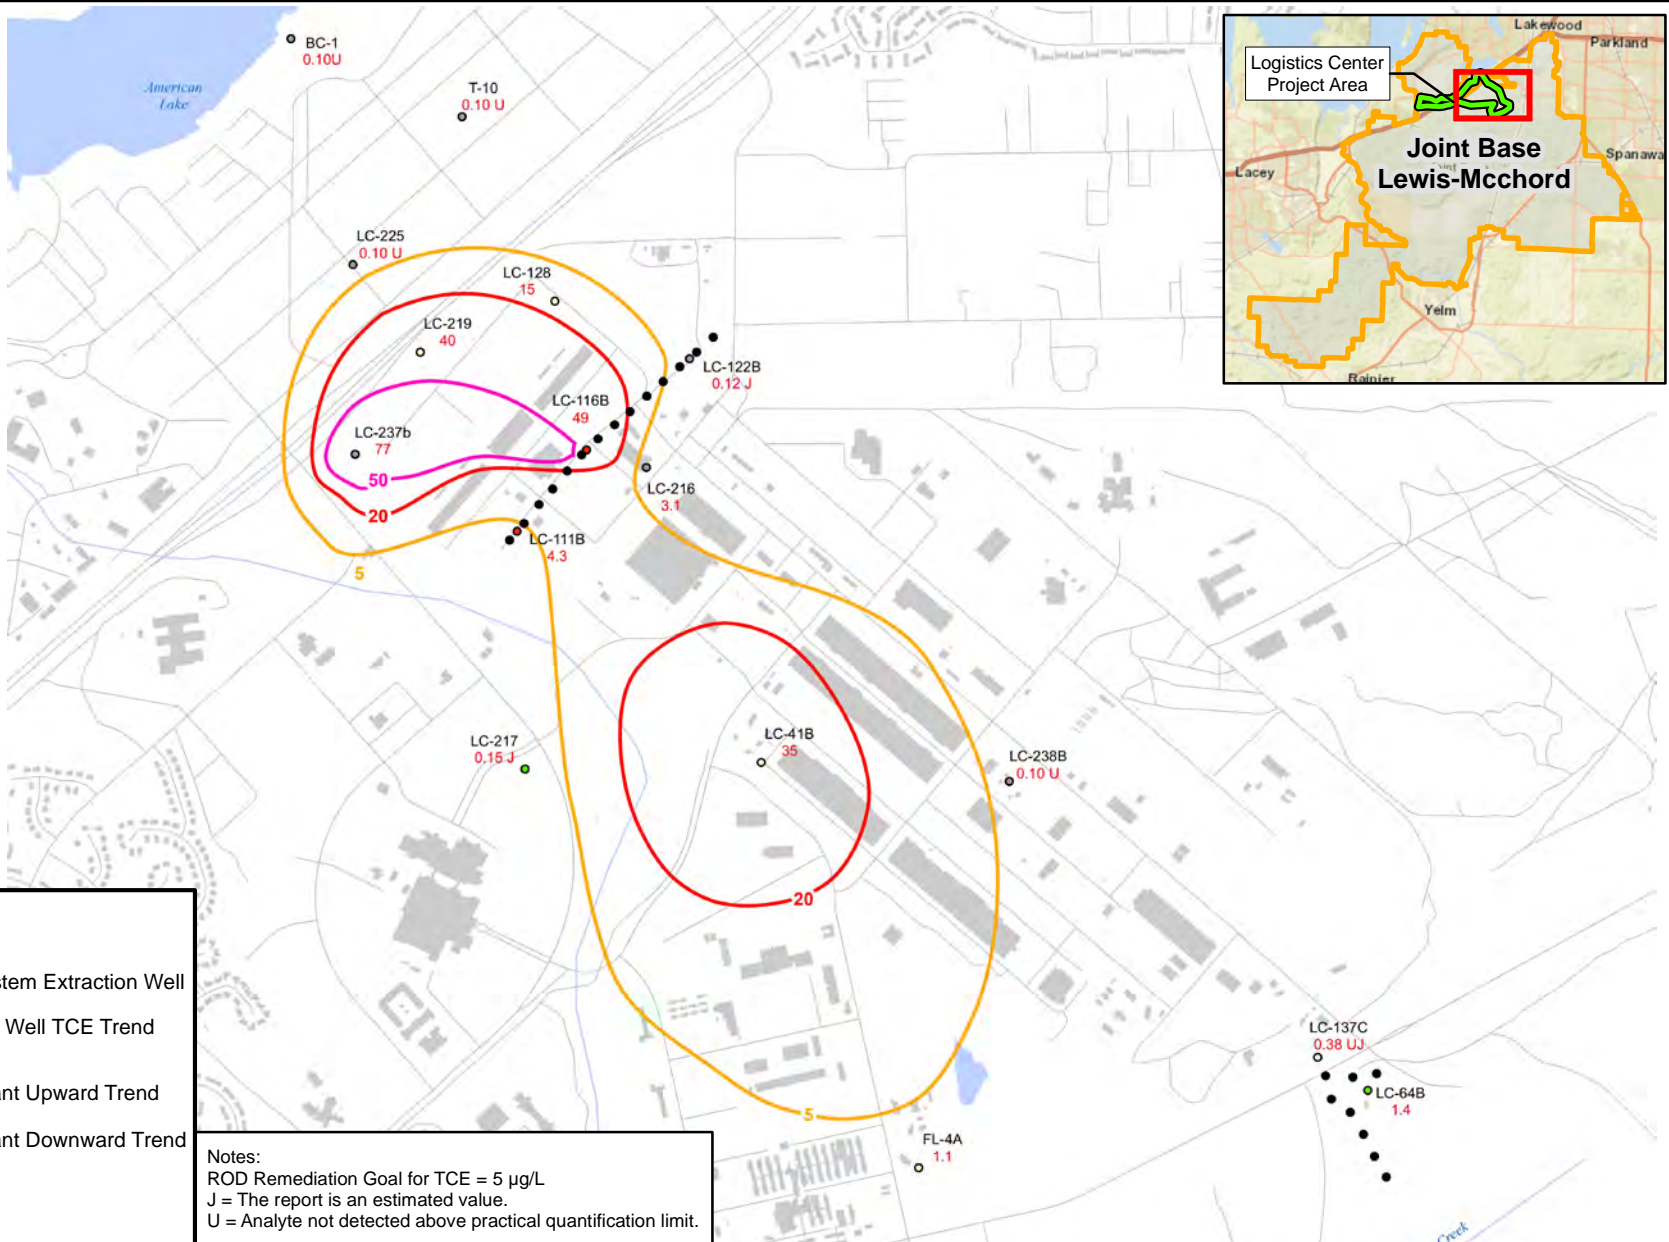 BC-1
0.10U
American
Lake
T-10
0.10 U
Logistics Center
Project Area
Lakewood
Parkland
Joint Base
Lewis-Mcchord
Lacey
Spanawa
Yelm
Rainier
LC-225
0.10 U
LC-128
15
LC-219
40
LC-122B
0.12 J
LC-116B
49
LC-237b
77
50
20
5
LC-216
3.1
LC-111B
4.3
LC-217
0.15 J
LC-41B
35
LC-238B
0.10 U
20
5
LC-137C
0.38 UJ
LC-64B
1.4
FL-4A
1.1
Creek
stem Extraction Well
Well TCE Trend
ant Upward Trend
ant Downward Trend
Notes:
ROD Remediation Goal for TCE = 5 µg/L
J = The report is an estimated value.
U = Analyte not detected above practical quantification limit.